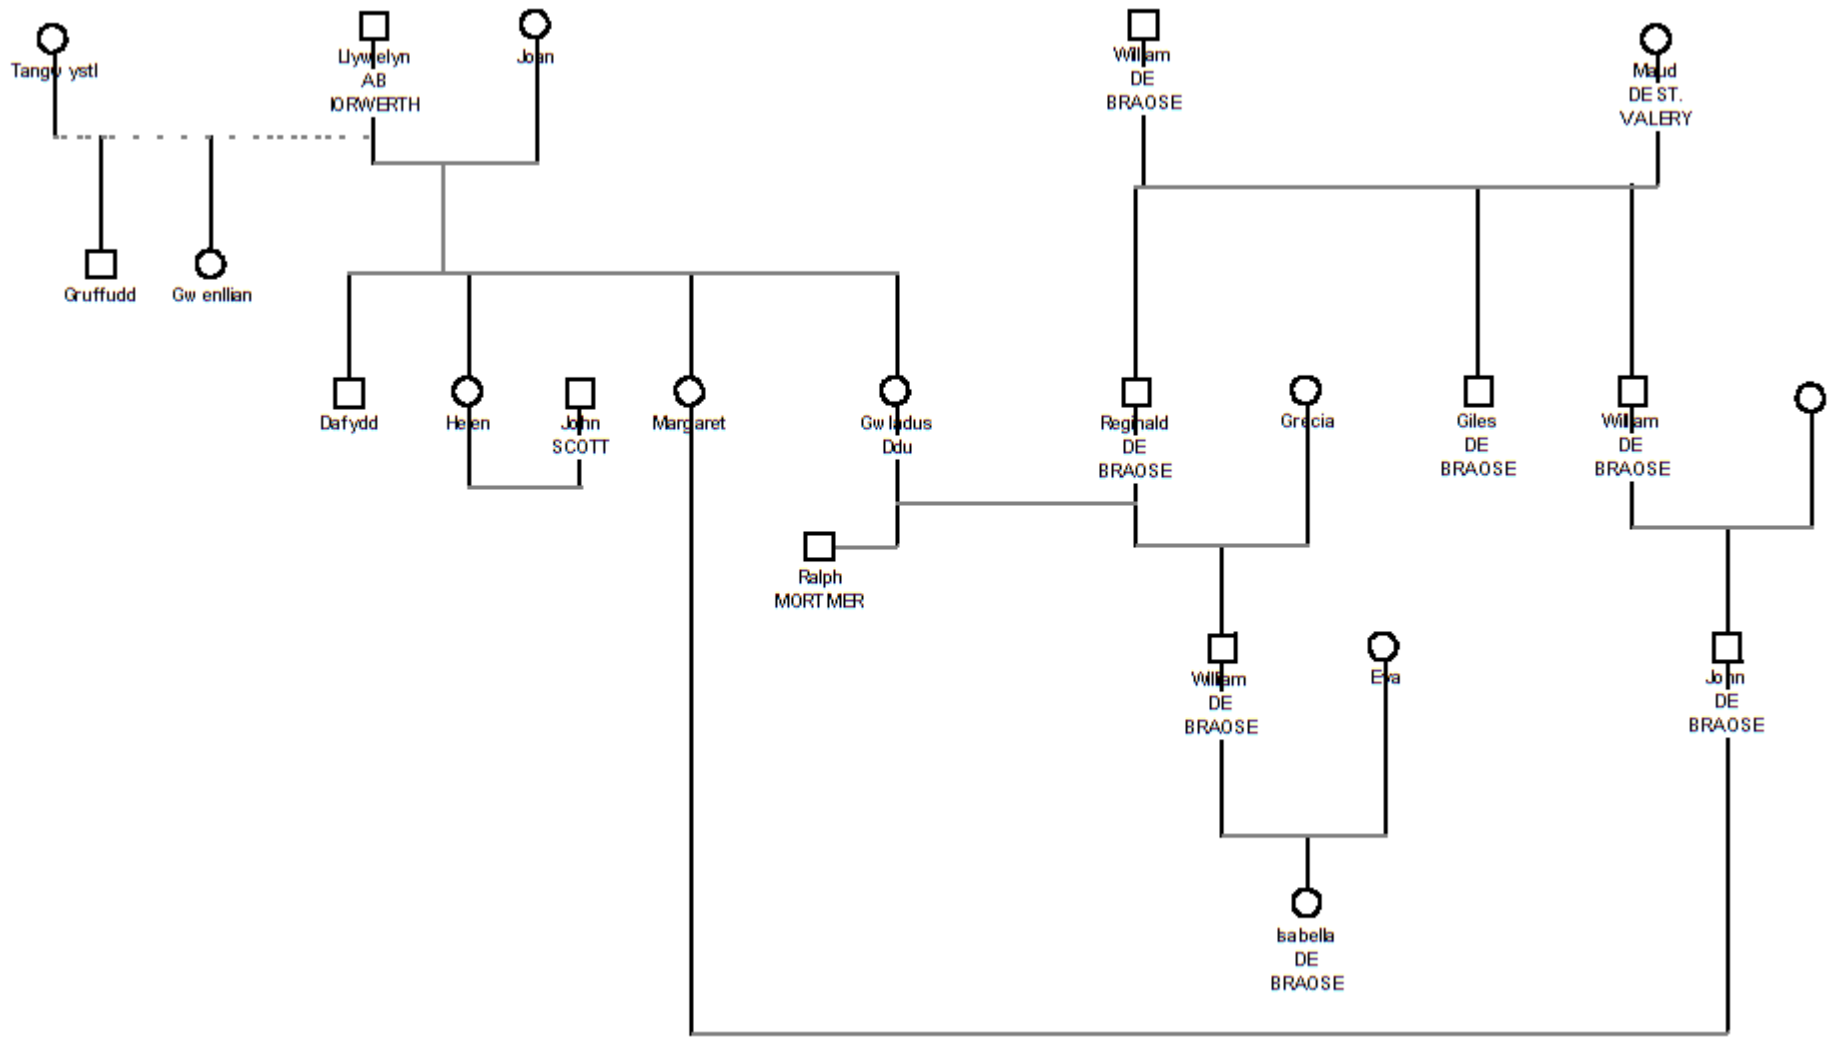 Tangwystl
Llywelyn
AB
IORWERTH
Joan
William
DE
BRAOSE
Maud
DE ST.
VALERY
Gruffudd
Gwenllian
Dafydd
Helen
John
SCOTT
Margaret
Gwladus
Ddu
Reginald
DE
BRAOSE
Grecia
Giles
DE
BRAOSE
William
DE
BRAOSE
Ralph
MORTIMER
William
DE
BRAOSE
Eva
John
DE
BRAOSE
Isabella
DE
BRAOSE